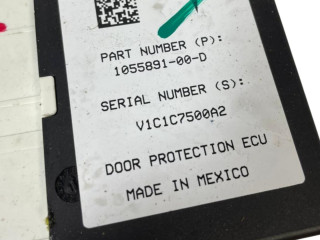 PART NUMBER (P):
1055891-00-D
SERIAL NUMBER (S):
V1C1C7500A2
DOOR PROTECTION ECU
MADE IN MEXICO